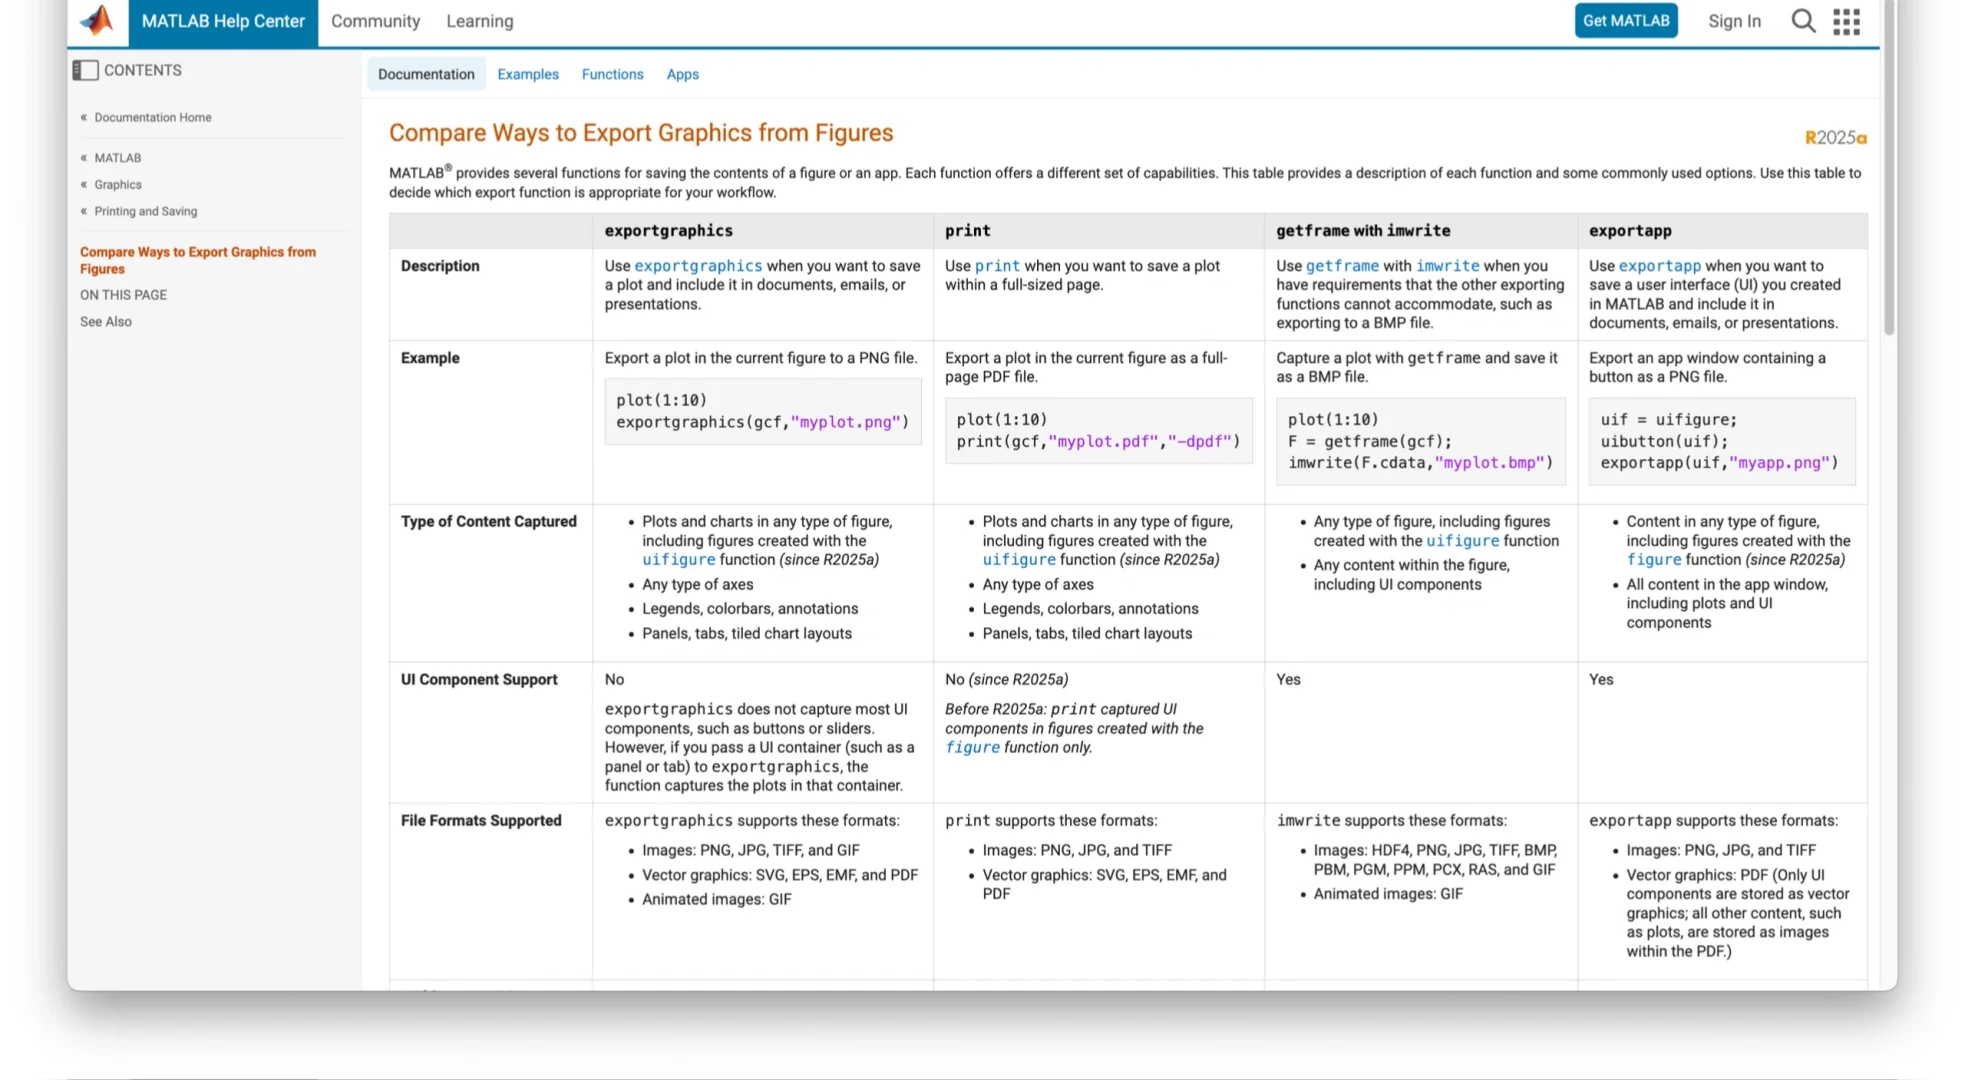 MATLAB Help Center
Community
Learning
Get MATLAB
Sign In
CONTENTS
« Documentation Home
« MATLAB
« Graphics
« Printing and Saving
Compare Ways to Export Graphics from
Figures
ON THIS PAGE
See Also
Documentation
Examples
Functions
Apps
Compare Ways to Export Graphics from Figures
R2025a
MATLAB® provides several functions for saving the contents of a figure or an app. Each function offers a different set of capabilities. This table provides a description of each function and some commonly used options. Use this table to
decide which export function is appropriate for your workflow.
exportgraphics
print
getframe with imwrite
exportapp
Description
Use exportgraphics when you want to save
a plot and include it in documents, emails, or
presentations.
Use print when you want to save a plot
within a full-sized page.
Use getframe with imwrite when you
have requirements that the other exporting
functions cannot accommodate, such as
exporting to a BMP file.
Use exportapp when you want to
save a user interface (UI) you created
in MATLAB and include it in
documents, emails, or presentations.
Example
Export a plot in the current figure to a PNG file.
plot(1:10)
exportgraphics(gcf,"myplot.png")
Export a plot in the current figure as a full-
page PDF file.
plot(1:10)
print(gcf,"myplot.pdf","-dpdf")
Capture a plot with getframe and save it
as a BMP file.
plot(1:10)
F = getframe(gcf);
imwrite(F.cdata,"myplot.bmp")
Export an app window containing a
button as a PNG file.
uif = uifigure;
uibutton(uif);
exportapp(uif,"myapp.png")
Type of Content Captured
• Plots and charts in any type of figure,
including figures created with the
uifigure function (since R2025a)
• Any type of axes
• Legends, colorbars, annotations
• Panels, tabs, tiled chart layouts
• Plots and charts in any type of figure,
including figures created with the
uifigure function (since R2025a)
• Any type of axes
• Legends, colorbars, annotations
• Panels, tabs, tiled chart layouts
• Any type of figure, including figures
created with the uifigure function
• Any content within the figure,
including UI components
• Content in any type of figure,
including figures created with the
figure function (since R2025a)
• All content in the app window,
including plots and UI
components
UI Component Support
No
exportgraphics does not capture most UI
components, such as buttons or sliders.
However, if you pass a UI container (such as a
panel or tab) to exportgraphics, the
function captures the plots in that container.
No (since R2025a)
Before R2025a: print captured UI
components in figures created with the
figure function only.
Yes
Yes
File Formats Supported
exportgraphics supports these formats:
• Images: PNG, JPG, TIFF, and GIF
• Vector graphics: SVG, EPS, EMF, and PDF
• Animated images: GIF
print supports these formats:
• Images: PNG, JPG, and TIFF
• Vector graphics: SVG, EPS, EMF, and
PDF
imwrite supports these formats:
• Images: HDF4, PNG, JPG, TIFF, BMP,
PBM, PGM, PPM, PCX, RAS, and GIF
• Animated images: GIF
exportapp supports these formats:
• Images: PNG, JPG, and TIFF
• Vector graphics: PDF (Only UI
components are stored as vector
graphics; all other content, such
as plots, are stored as images
within the PDF.)